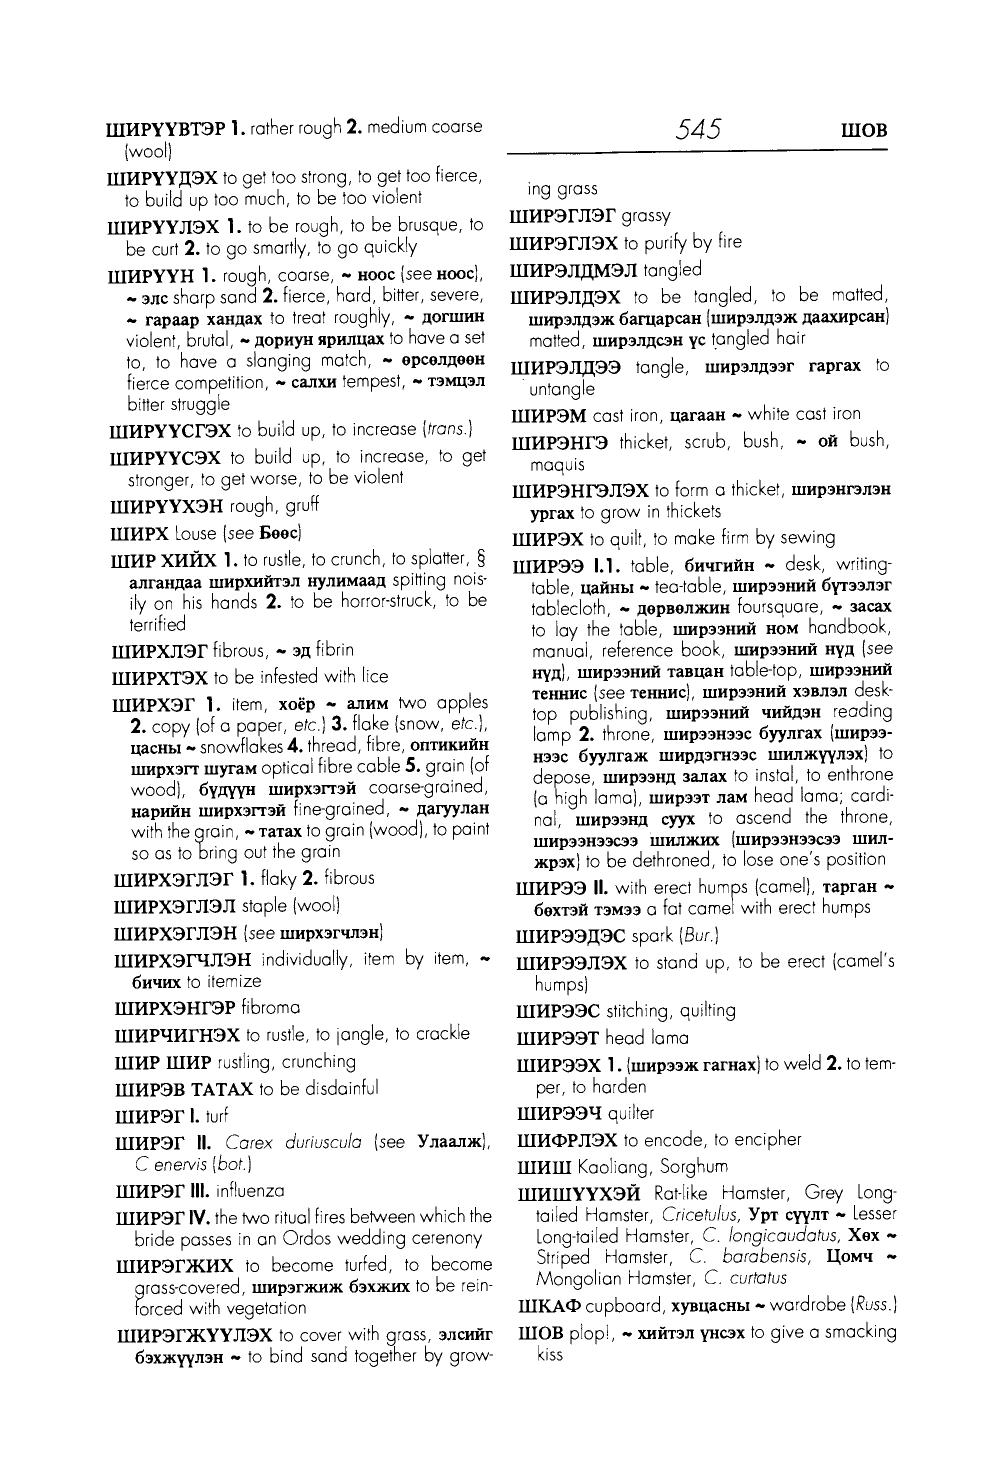 ШИРҮҮВТЭР 1. rather rough 2. medium coarse
(wool)
ШИРҮҮДЭХ to get too strong, to get too fierce,
to build up too much, to be too violent
ШИРҮҮЛЭХ 1. to be rough, to be brusque, to
be curt 2. to go smartly, to go quickly
ШИРҮҮН 1. rough, coarse, ~ ноос (see ноос),
~ элс sharp sand 2. fierce, hard, bitter, severe,
~ гараар хандах to treat roughly, ~ догшин
violent, brutal, ~ дориун ярилцах to have a set
to, to have a slanging match, ~ өрсөлдөөн
fierce competition, ~ салхи tempest, ~ тэмцэл
bitter struggle
ШИРҮҮСГЭХ to build up, to increase (trans.)
ШИРҮҮСЭХ to build up, to increase, to get
stronger, to get worse, to be violent
ШИРҮҮХЭН rough, gruff
ШИРХ Louse (see Бөөс)
ШИР ХИЙХ 1. to rustle, to crunch, to splatter, §
алгандаа ширхийтэл нулимаад spitting nois-
ily on his hands 2. to be horror-struck, to be
terrified
ШИРХЛЭГ fibrous, ~ эд fibrin
ШИРХТЭХ to be infested with lice
ШИРХЭГ 1. item, хоёр ~ алим two apples
2. copy (of a paper, etc.) 3. flake (snow, etc.),
цасны ~ snowflakes 4. thread, fibre, оптикийн
ширхэгт шугам optical fibre cable 5. grain (of
wood), бүдүүн ширхэгтэй coarse-grained,
нарийн ширхэгтэй fine-grained, ~ дагуулан
with the grain, ~ татах to grain (wood), to paint
so as to bring out the grain
ШИРХЭГЛЭГ 1. flaky 2. fibrous
ШИРХЭГЛЭЛ staple (wool)
ШИРХЭГЛЭН (see ширхэгчлэн)
ШИРХЭГЧЛЭН individually, item by item, ~
бичих to itemize
ШИРХЭНГЭР fibroma
ШИРЧИГНЭХ to rustle, to jangle, to crackle
ШИР ШИР rustling, crunching
ШИРЭВ ТАТАХ to be disdainful
ШИРЭГ I. turf
ШИРЭГ II. Carex duriuscula (see Улаалж),
C enervis (bot.)
ШИРЭГ III. influenza
ШИРЭГ IV. the two ritual fires between which the
bride passes in an Ordos wedding cerenony
ШИРЭГЖИХ to become turfed, to become
grass-covered, ширэгжиж бэхжих to be rein-
forced with vegetation
ШИРЭГЖҮҮЛЭХ to cover with grass, элсийг
бэхжүүлэн ~ to bind sand together by grow-
545 ШОВ
ing grass
ШИРЭГЛЭГ grassy
ШИРЭГЛЭХ to purify by fire
ШИРЭЛДМЭЛ tangled
ШИРЭЛДЭХ to be tangled, to be matted,
ширэлдэж багцарсан (ширэлдэж даахирсан)
matted, ширэлдсэн үс tangled hair
ШИРЭЛДЭЭ tangle, ширэлдээг гаргах to
untangle
ШИРЭМ cast iron, цагаан ~ white cast iron
ШИРЭНГЭ thicket, scrub, bush, ~ ой bush,
maquis
ШИРЭНГЭЛЭХ to form a thicket, ширэнгэлэн
ургах to grow in thickets
ШИРЭХ to quilt, to make firm by sewing
ШИРЭЭ I.1. table, бичгийн ~ desk, writing-
table, цайны ~ tea-table, ширээний бүтээлэг
tablecloth, ~ дөрвөлжин foursquare, ~ засах
to lay the table, ширээний ном handbook,
manual, reference book, ширээний нүд (see
нүд), ширээний тавцан table-top, ширээний
теннис (see теннис), ширээний хэвлэл desk-
top publishing, ширээний чийдэн reading
lamp 2. throne, ширээнээс буулгах (ширээ-
нээс буулгаж ширдэгнээс шилжүүлэх) to
depose, ширээнд залах to instal, to enthrone
(a high lama), ширээт лам head lama; cardi-
nal, ширээнд суух to ascend the throne,
ширээнээсээ шилжих (ширээнээсээ шил-
жрэх) to be dethroned, to lose one's position
ШИРЭЭ II. with erect humps (camel), тарган ~
бөхтэй тэмээ a fat camel with erect humps
ШИРЭЭДЭС spark (Bur.)
ШИРЭЭЛЭХ to stand up, to be erect (camel's
humps)
ШИРЭЭС stitching, quilting
ШИРЭЭТ head lama
ШИРЭЭХ 1. (ширээж гагнах) to weld 2. to tem-
per, to harden
ШИРЭЭЧ quilter
ШИФРЛЭХ to encode, to encipher
ШИШ Kaoliang, Sorghum
ШИШҮҮХЭЙ Rat-like Hamster, Grey Long-
tailed Hamster, Cricetulus, Урт сүүлт ~ Lesser
Long-tailed Hamster, C. longicaudatus, Хөх ~
Striped Hamster, C. barabensis, Цомч ~
Mongolian Hamster, C. curtatus
ШКАФ cupboard, хувцасны ~ wardrobe (Russ.)
ШОВ plop!, ~ хийтэл үнсэх to give a smacking
kiss